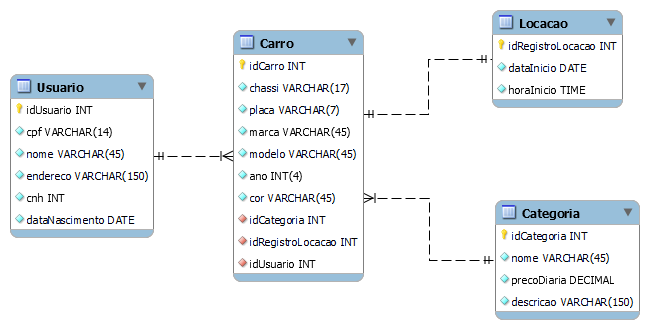 Usuario
idUsuario INT
cpf VARCHAR(14)
nome VARCHAR(45)
endereco VARCHAR(150)
cnh INT
dataNascimento DATE
Carro
idCarro INT
chassi VARCHAR(17)
placa VARCHAR(7)
marca VARCHAR(45)
modelo VARCHAR(45)
ano INT(4)
cor VARCHAR(45)
idCategoria INT
idRegistroLocacao INT
idUsuario INT
Locacao
idRegistroLocacao INT
dataInicio DATE
horaInicio TIME
Categoria
idCategoria INT
nome VARCHAR(45)
precoDiaria DECIMAL
descricao VARCHAR(150)